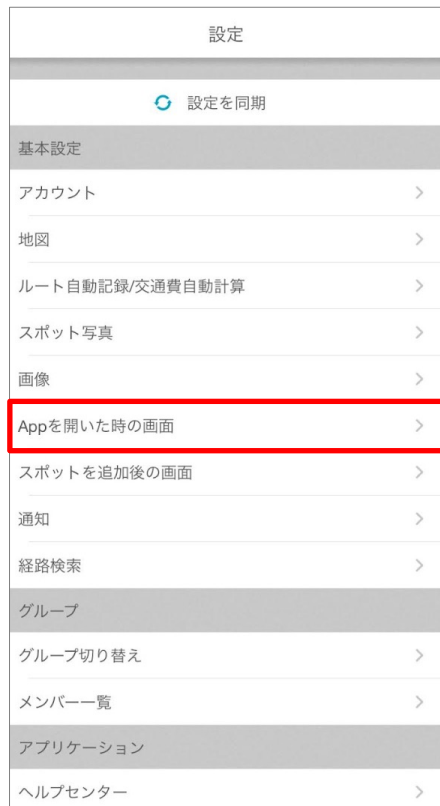 設定
設定を同期
基本設定
アカウント
地図
ルート自動記録/交通費自動計算
スポット写真
画像
Appを開いた時の画面
スポットを追加後の画面
通知
経路検索
グループ
グループ切り替え
メンバー一覧
アプリケーション
ヘルプセンター